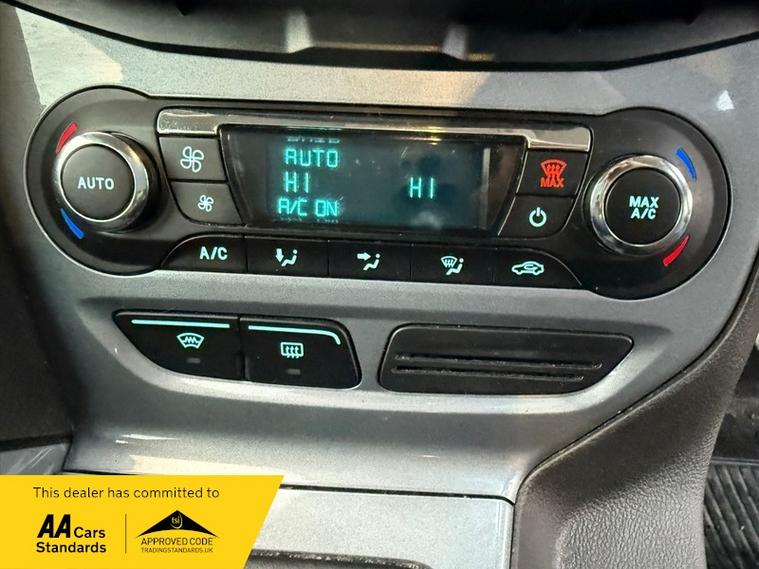 AUTO
HI HI
A/C ON
AUTO
MAX
MAX
A/C
A/C
This dealer has committed to
AA Cars
Standards
tsi
APPROVED CODE
TRADINGSTANDARDS.UK